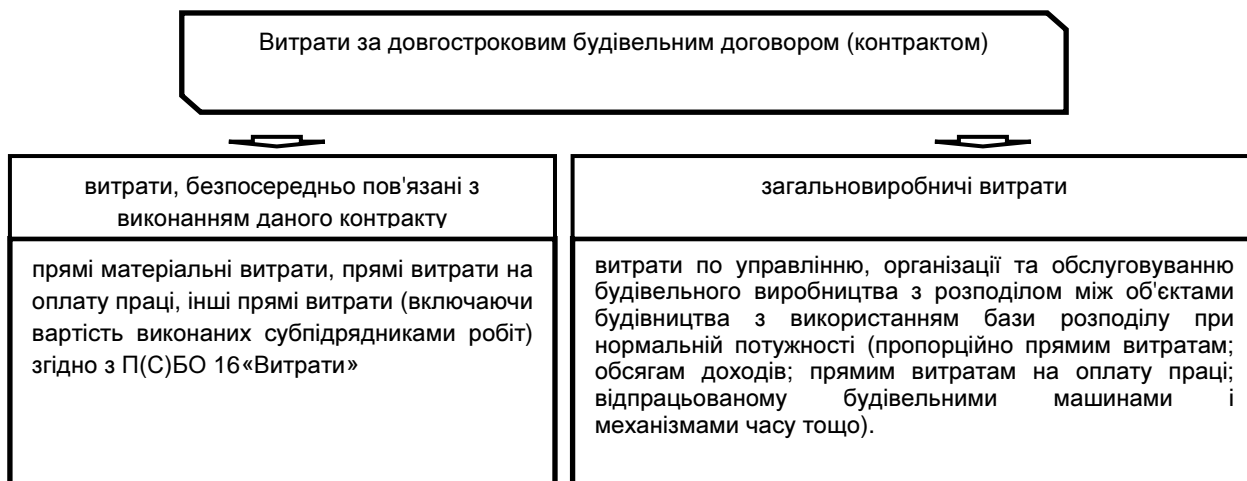 Витрати за довгостроковим будівельним договором (контрактом)
витрати, безпосередньо пов'язані з
виконанням даного контракту
прямі матеріальні витрати, прямі витрати на
оплату праці, інші прямі витрати (включаючи
вартість виконаних субпідрядниками робіт)
згідно з П(С)БО 16«Витрати»
загальновиробничі витрати
витрати по управлінню, організації та обслуговуванню
будівельного виробництва з розподілом між об'єктами
будівництва з використанням бази розподілу при
нормальній потужності (пропорційно прямим витратам;
обсягам доходів; прямим витратам на оплату праці;
відпрацьованому будівельними машинами і
механізмами часу тощо).